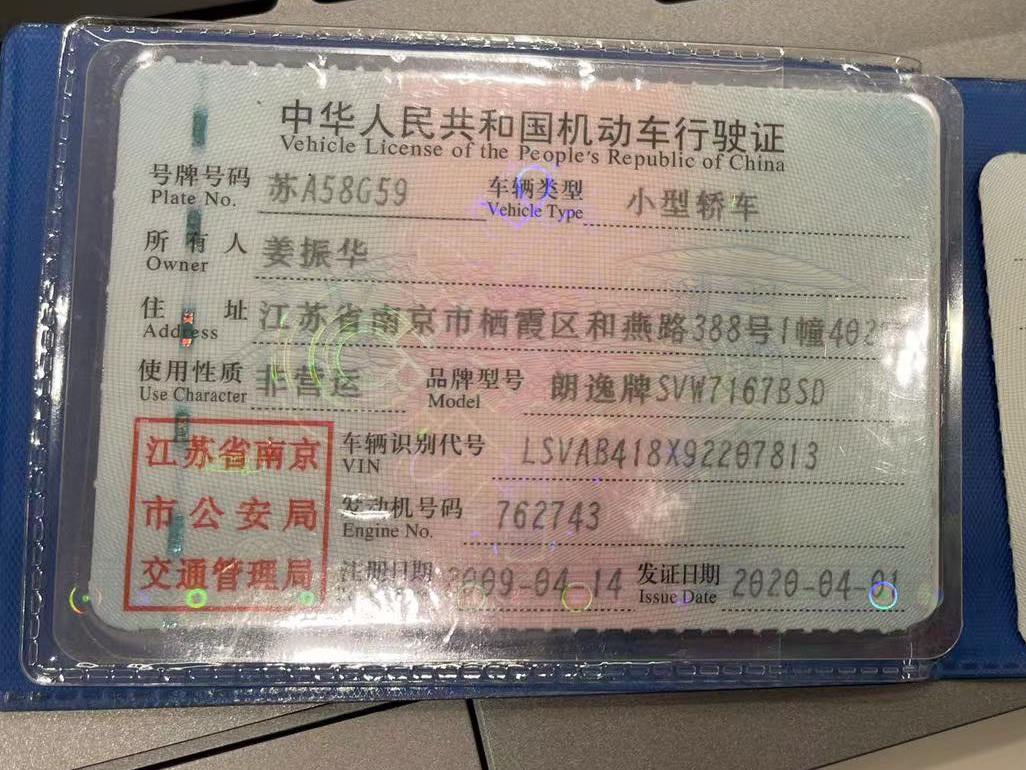 中华人民共和国机动车行驶证
Vehicle License of the People's Republic of China
号牌号码 苏A58G59 车辆类型 小型轿车
Plate No. Vehicle Type
所有人 姜振华
Owner
住址 江苏省南京市栖霞区和燕路388号1幢402
Address
使用性质 非营运 品牌型号 朗逸牌SVW7167BSD
Use Character Model
江苏省南京
市公安局
交通管理局
车辆识别代号 LSVAB418X92207813
VIN
发动机号码 762743
Engine No.
注册日期 2009-04-14 发证日期 2020-04-01
Issue Date